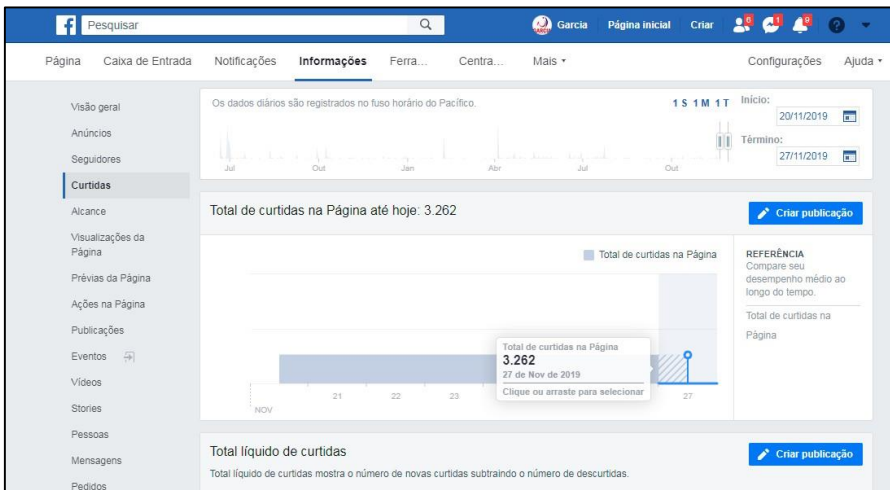 Pesquisar
Garcia Página inicial Criar 6 1 9
Página Caixa de Entrada Notificações Informações Ferra... Centra... Mais Configurações Ajuda
Visão geral
Anúncios
Seguidores
Curtidas
Alcance
Visualizações da
Página
Prévias da Página
Ações na Página
Publicações
Eventos
Vídeos
Stories
Pessoas
Mensagens
Pedidos
Os dados diários são registrados no fuso horário do Pacífico.
1 S 1 M 1 T
Início:
20/11/2019
Término:
27/11/2019
Jul Out Jan Abr Jul Out
Total de curtidas na Página até hoje: 3.262
Criar publicação
Total de curtidas na Página
REFERÊNCIA
Compare seu
desempenho médio ao
longo do tempo.
Total de curtidas na
Página
Total de curtidas na Página
3.262
27 de Nov de 2019
Clique ou arraste para selecionar
21 22 23 27
NOV
Total líquido de curtidas
Criar publicação
Total líquido de curtidas mostra o número de novas curtidas subtraindo o número de descurtidas.